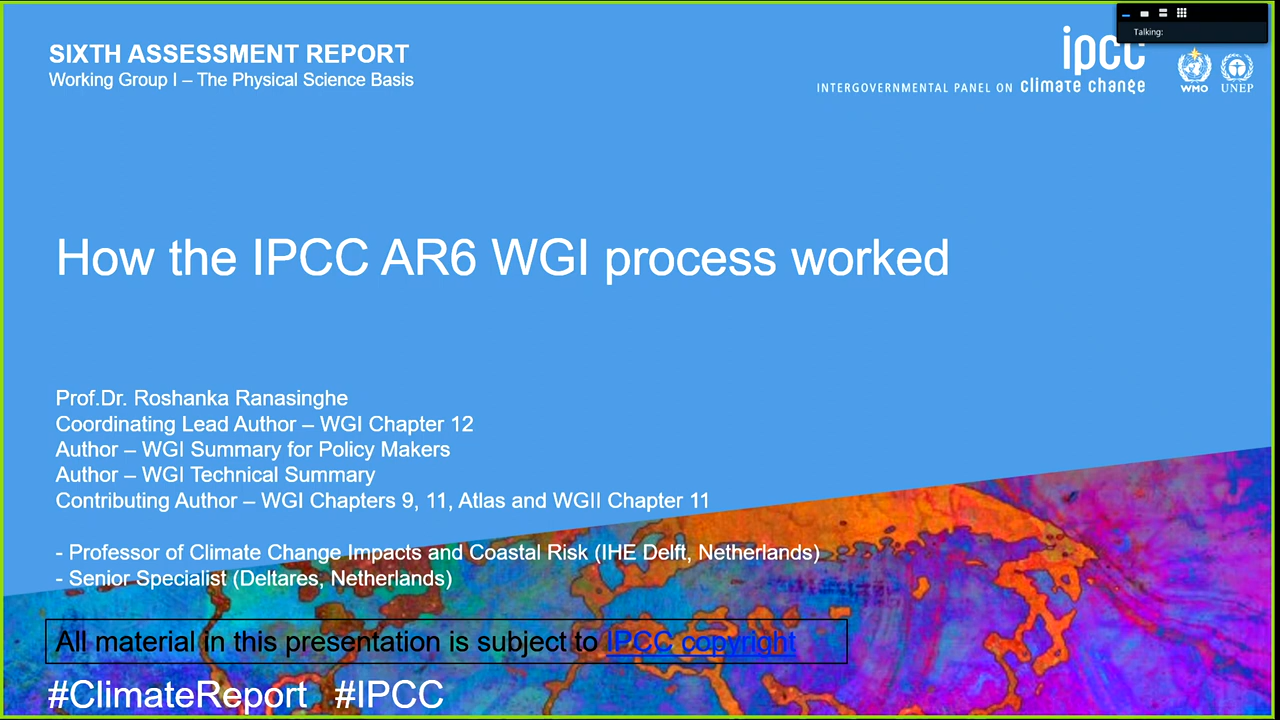 SIXTH ASSESSMENT REPORT
Working Group I – The Physical Science Basis
Talking:
ipcc
INTERGOVERNMENTAL PANEL ON climate change
WMO
UNEP
How the IPCC AR6 WGI process worked
Prof.Dr. Roshanka Ranasinghe
Coordinating Lead Author – WGI Chapter 12
Author – WGI Summary for Policy Makers
Author – WGI Technical Summary
Contributing Author – WGI Chapters 9, 11, Atlas and WGII Chapter 11
- Professor of Climate Change Impacts and Coastal Risk (IHE Delft, Netherlands)
- Senior Specialist (Deltares, Netherlands)
All material in this presentation is subject to IPCC copyright
#ClimateReport #IPCC